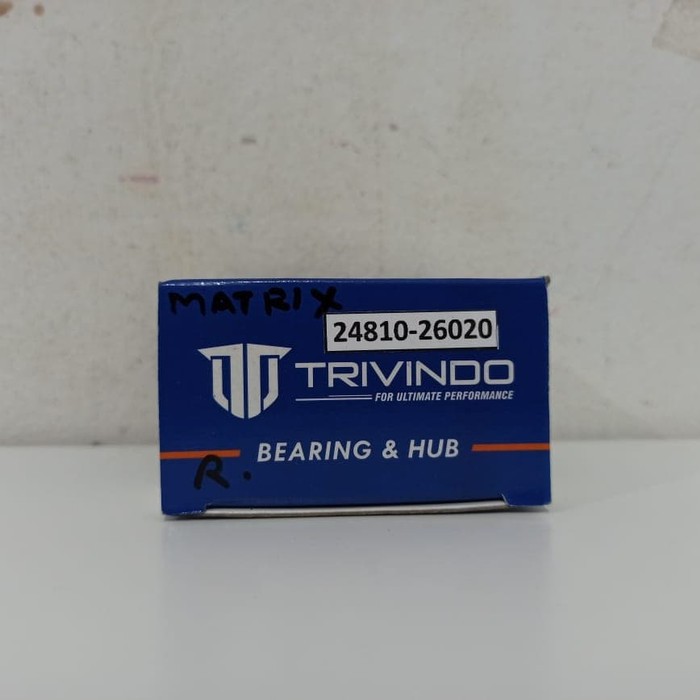 MATRIX
24810-26020
TRIVINDO
FOR ULTIMATE PERFORMANCE
BEARING & HUB
R.